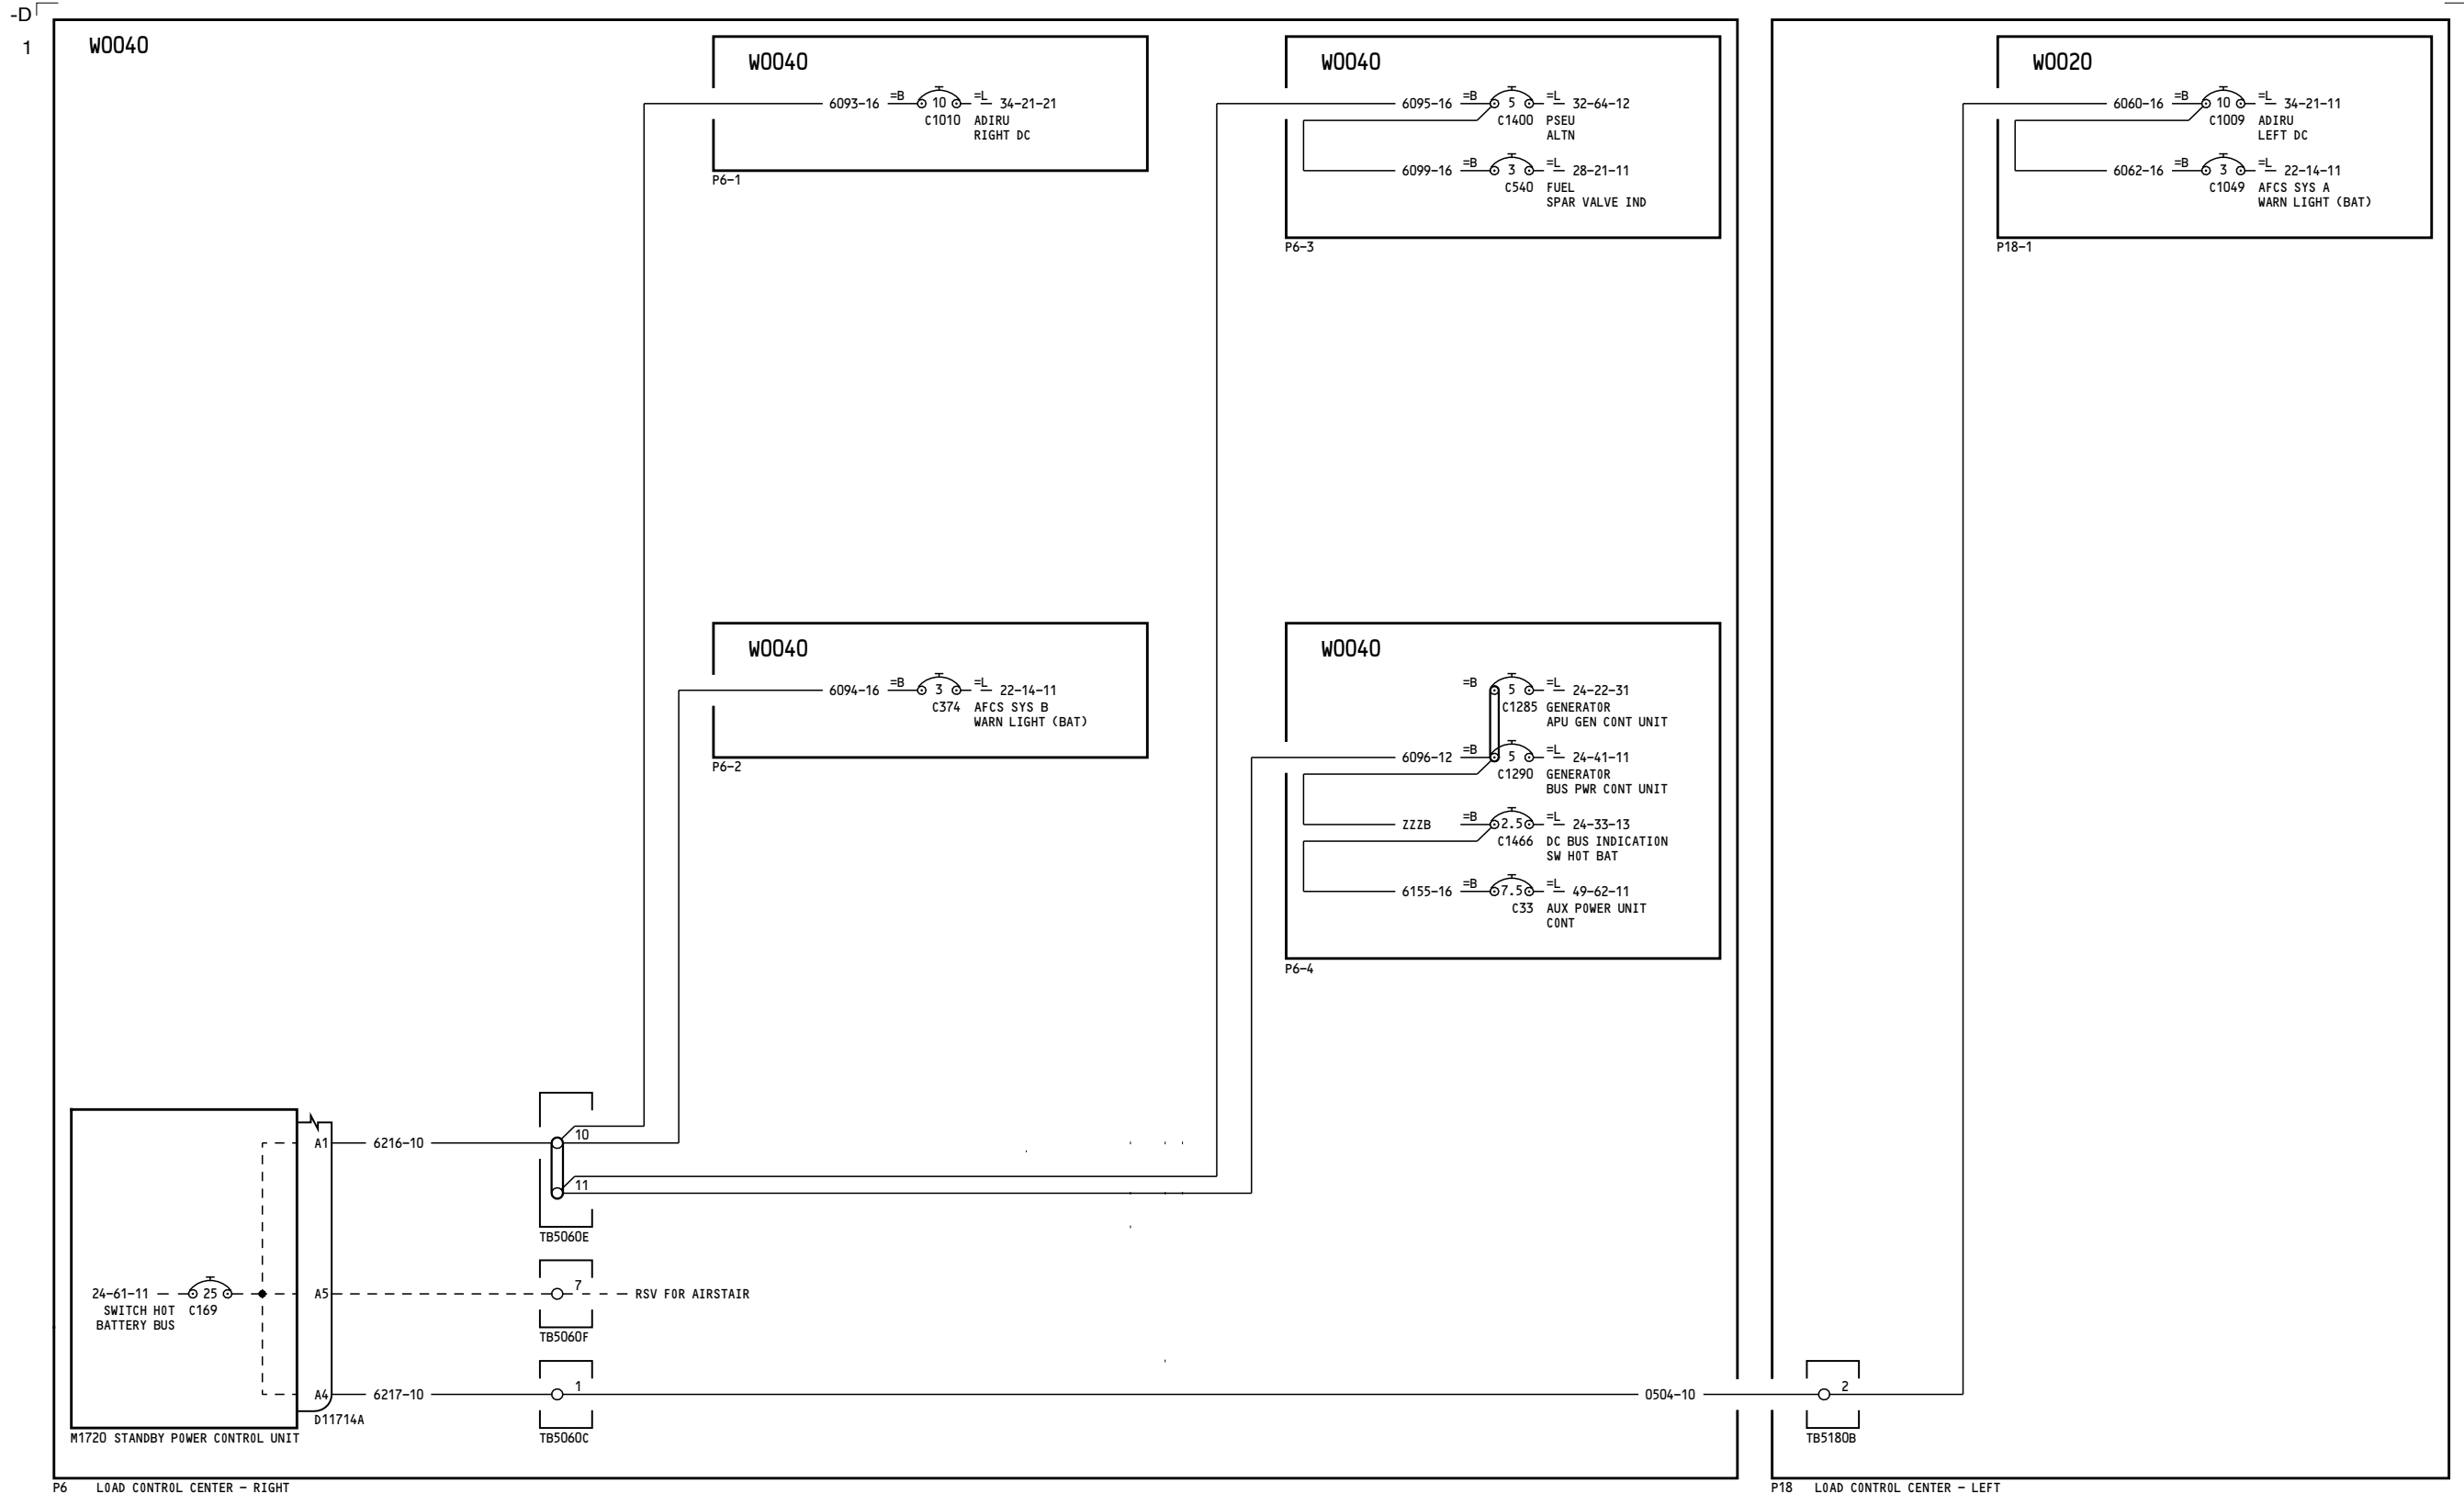 -D
1
W0040
W0040
6093-16 =B 10 =L 34-21-21
C1010 ADIRU
RIGHT DC
P6-1
W0040
6095-16 =B 5 =L 32-64-12
C1400 PSEU
ALTN
6099-16 =B 3 =L 28-21-11
C540 FUEL
SPAR VALVE IND
P6-3
W0020
6060-16 =B 10 =L 34-21-11
C1009 ADIRU
LEFT DC
6062-16 =B 3 =L 22-14-11
C1049 AFCS SYS A
WARN LIGHT (BAT)
P18-1
W0040
6094-16 =B 3 =L 22-14-11
C374 AFCS SYS B
WARN LIGHT (BAT)
P6-2
W0040
=B 5 =L 24-22-31
C1285 GENERATOR
APU GEN CONT UNIT
6096-12 =B 5 =L 24-41-11
C1290 GENERATOR
BUS PWR CONT UNIT
ZZZB =B 2.5 =L 24-33-13
C1466 DC BUS INDICATION
SW HOT BAT
6155-16 =B 7.5 =L 49-62-11
C33 AUX POWER UNIT
CONT
P6-4
A1 6216-10 10
11
TB5060E
24-61-11 25 A5 7 RSV FOR AIRSTAIR
SWITCH HOT C169
BATTERY BUS
TB5060F
A4 6217-10 1 0504-10 2
D11714A
M1720 STANDBY POWER CONTROL UNIT
TB5060C
TB5180B
P6 LOAD CONTROL CENTER - RIGHT
P18 LOAD CONTROL CENTER - LEFT